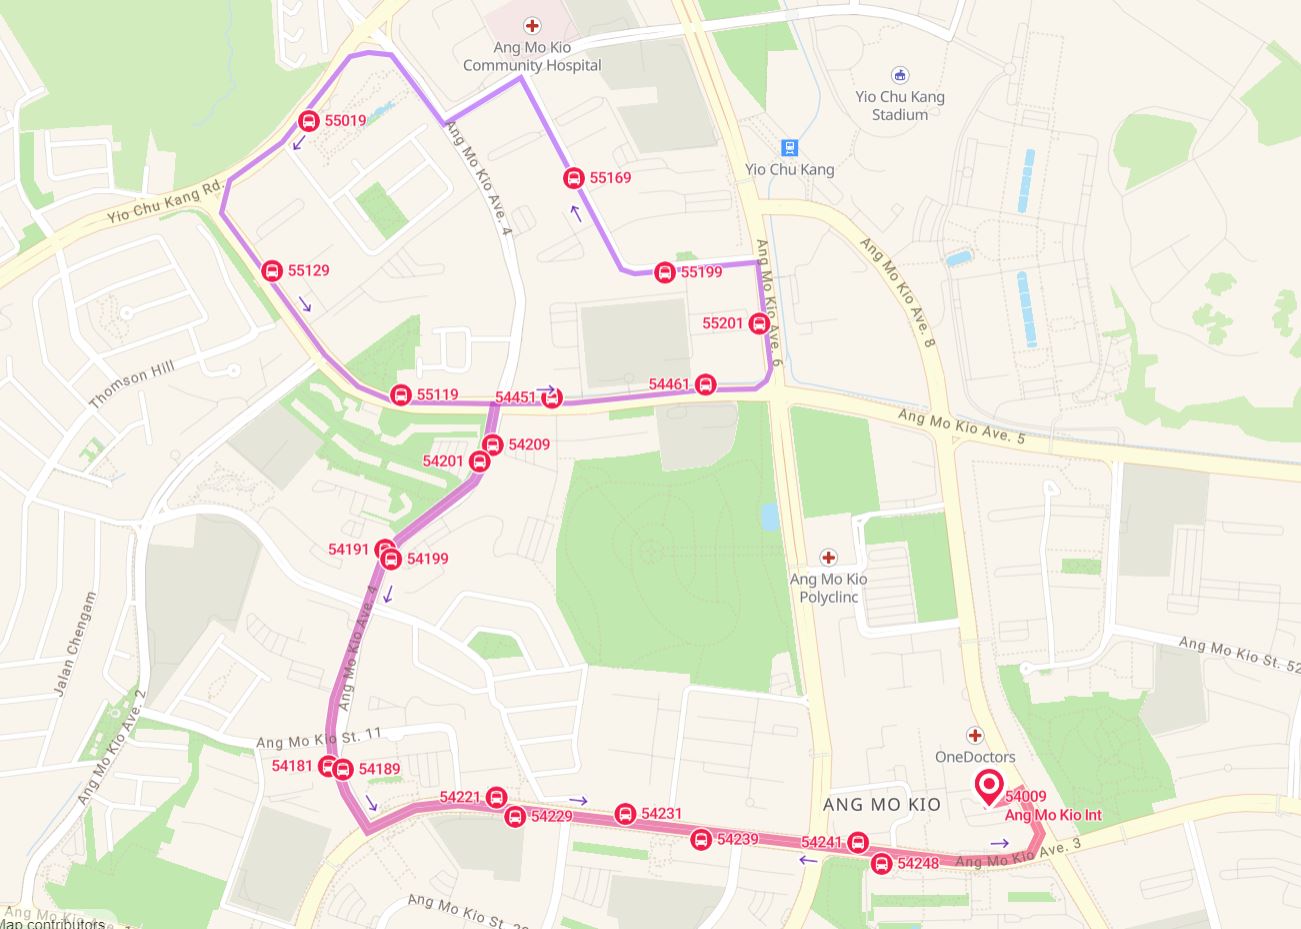 Ang Mo Kio
Community Hospital
Yio Chu Kang
Stadium
55019
Ang Mo Kio Ave. 4
Yio Chu Kang
55169
Yio Chu Kang Rd.
55129
55199
Ang Mo Kio Ave. 6
Ang Mo Kio Ave. 8
55201
Thomson Hill
55119
54451
54461
Ang Mo Kio Ave. 5
54209
54201
54191
54199
Ang Mo Kio
Polyclinc
Ang Mo Kio Ave. 4
Jalan Chengam
Ang Mo Kio St. 52
Ang Mo Kio Ave. 2
Ang Mo Kio St. 11
54181
54189
OneDoctors
54221
54229
54231
54239
ANG MO KIO
54009
Ang Mo Kio Int
54241
54248
Ang Mo Kio Ave. 3
Ang Mo Kio St.
Ang Mo Kio Ave. 1
Map contributors